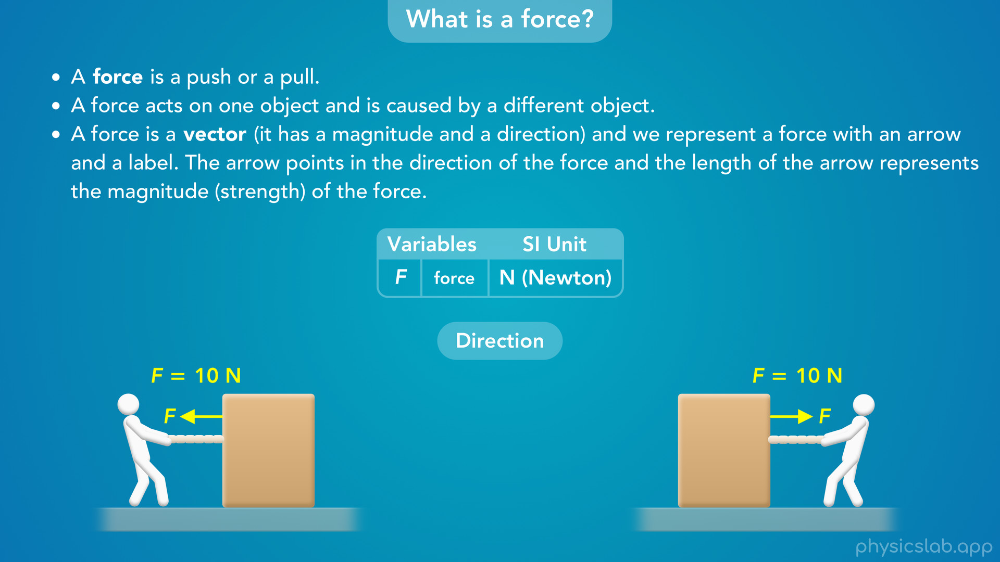 What is a force?
• A force is a push or a pull.
• A force acts on one object and is caused by a different object.
• A force is a vector (it has a magnitude and a direction) and we represent a force with an arrow
and a label. The arrow points in the direction of the force and the length of the arrow represents
the magnitude (strength) of the force.
Variables SI Unit
F force N (Newton)
Direction
F = 10 N
F
F = 10 N
F
physicslab.app